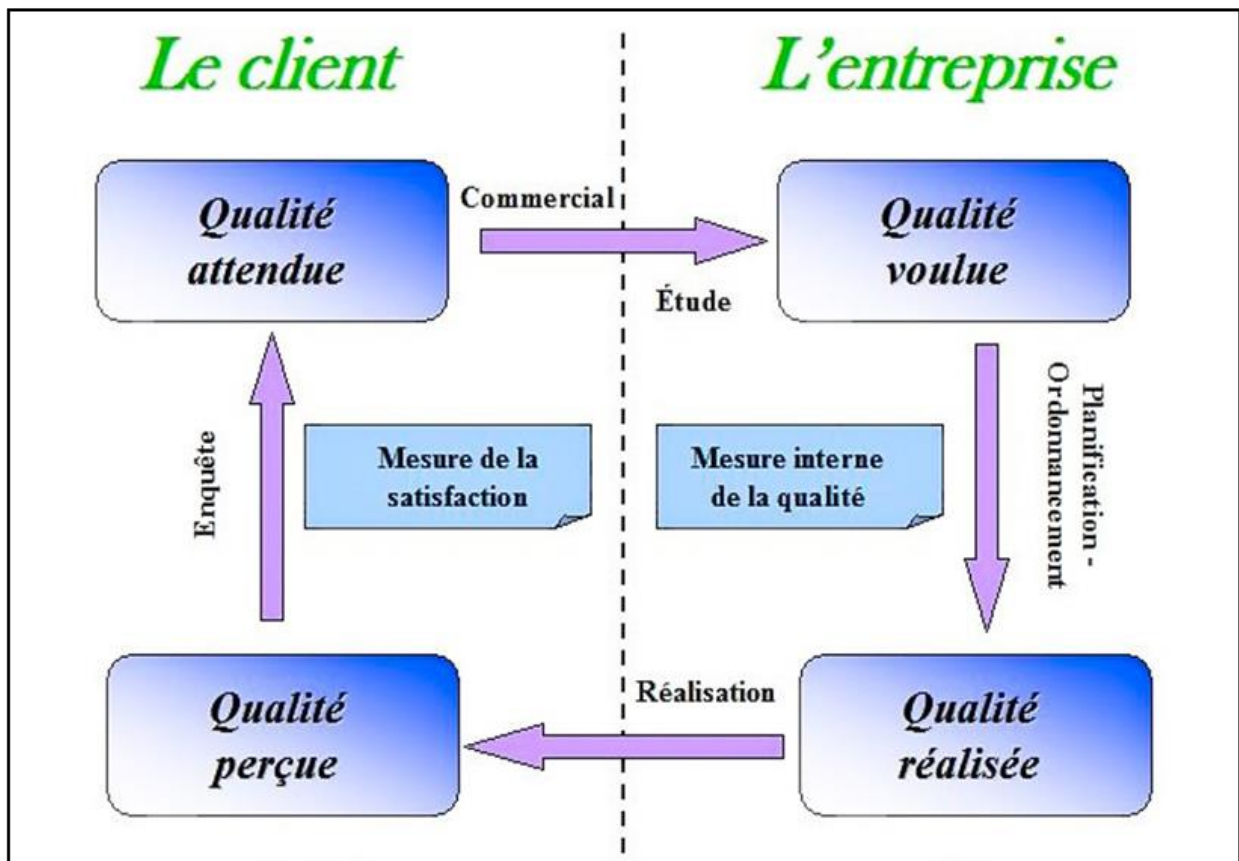 Le client
L'entreprise
Qualité
attendue
Commercial
Étude
Qualité
voulue
Enquête
Mesure de la
satisfaction
Mesure interne
de la qualité
Planification -
Ordonnancement
Qualité
perçue
Réalisation
Qualité
réalisée